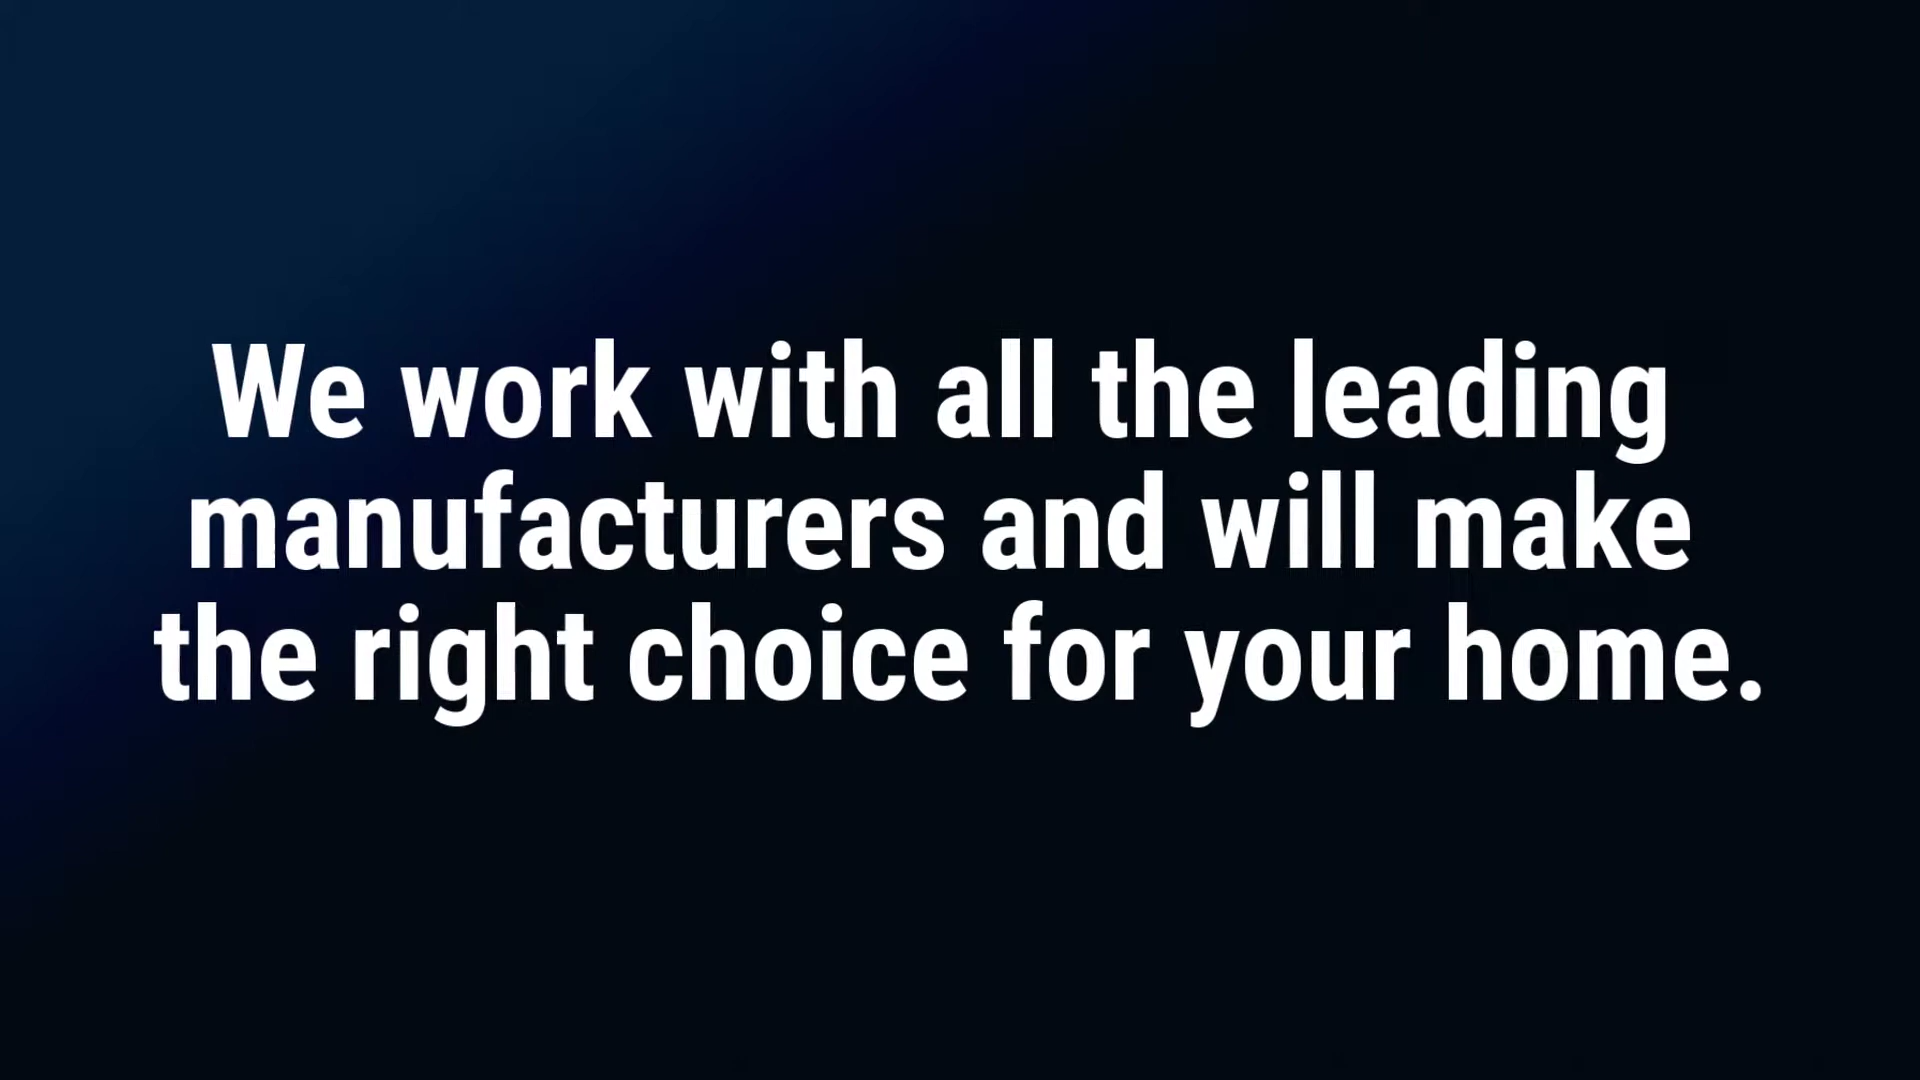 We work with all the leading
manufacturers and will make
the right choice for your home.